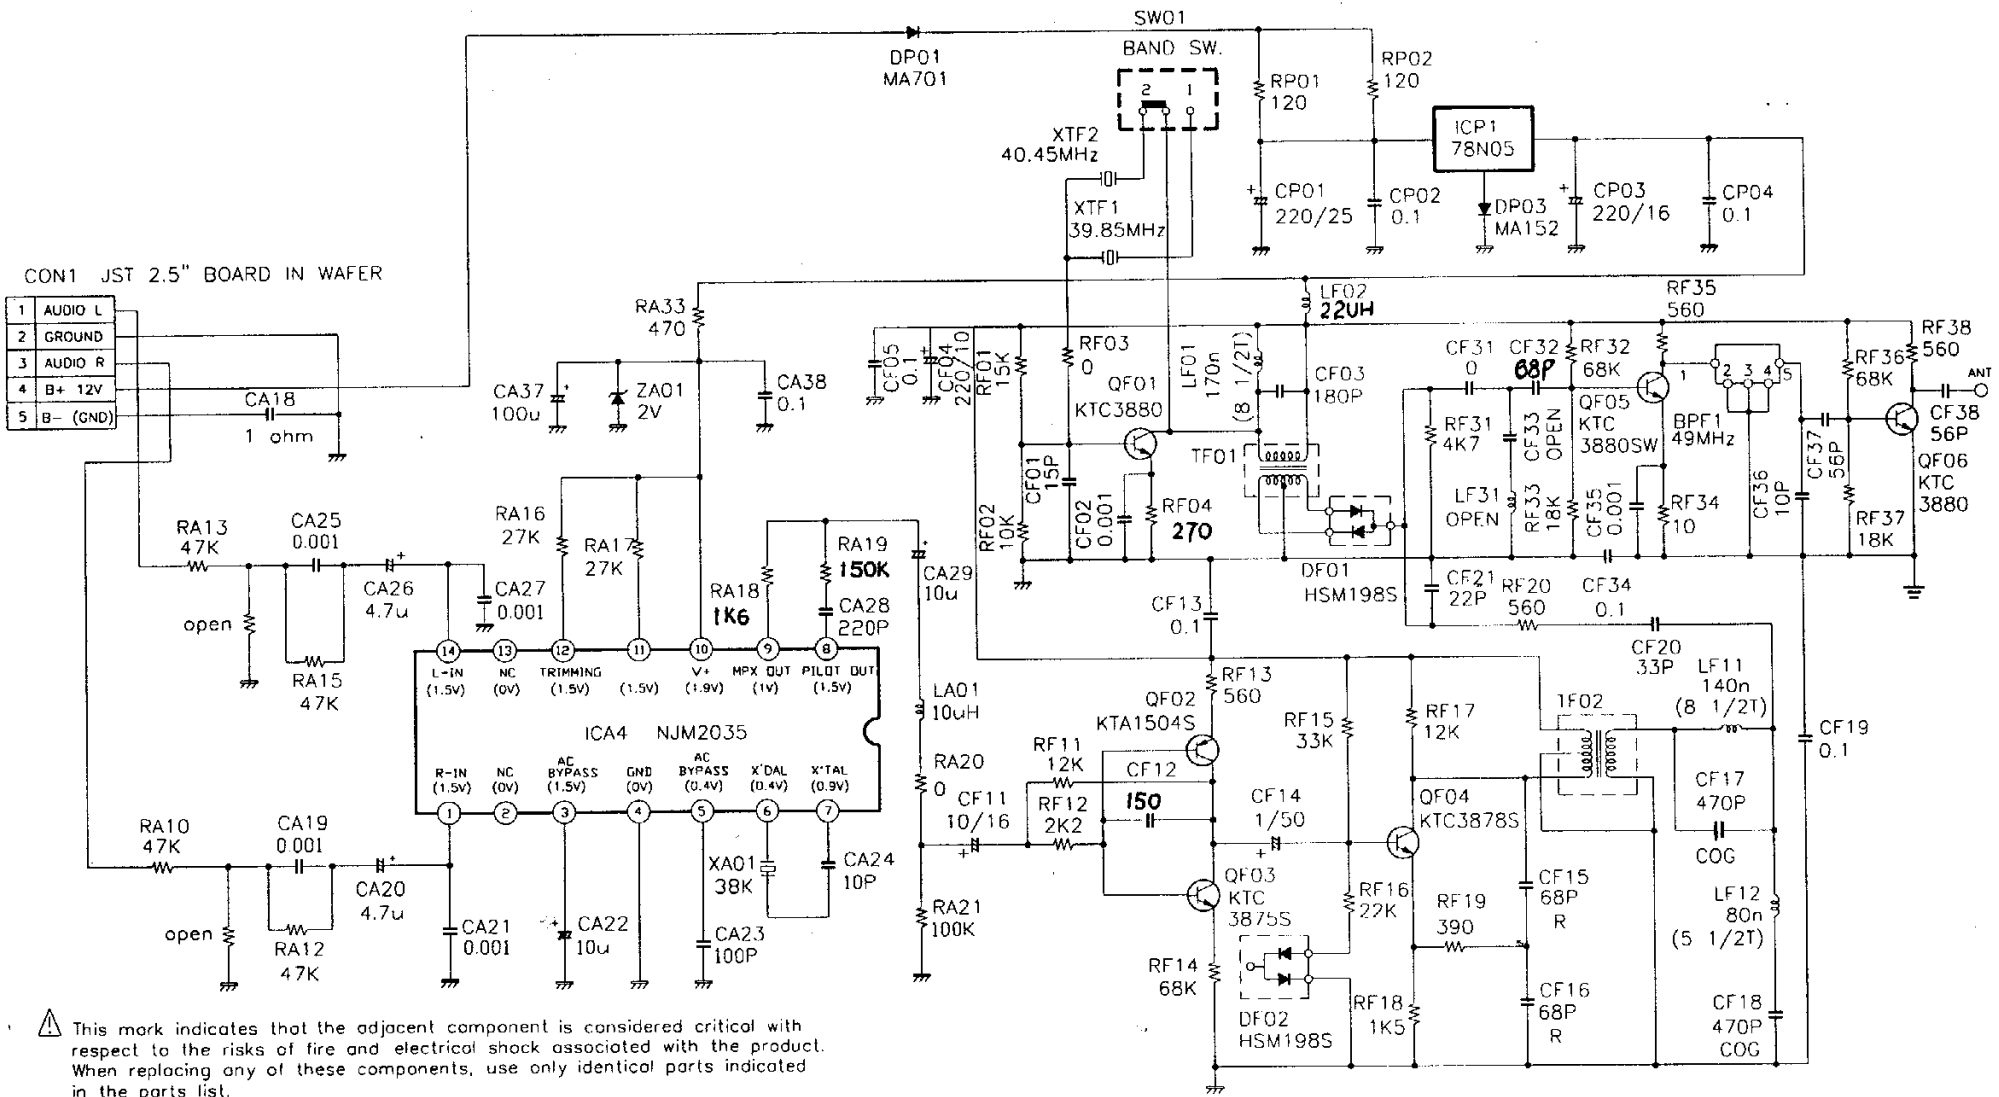 SW01
BAND SW.
2 1
DP01
MA701
RP01
120
RP02
120
XTF2
40.45MHz
XTF1
39.85MHz
ICP1
78N05
CP01
220/25
+
CP02
0.1
DP03
MA152
CP03
220/16
+
CP04
0.1
CON1 JST 2.5" BOARD IN WAFER
1 AUDIO L
2 GROUND
3 AUDIO R
4 B+ 12V
5 B- (GND)
CA18
1 ohm
RA33
470
CA37
100u
+
ZA01
2V
CA38
0.1
CF05
0.1
CF04
220/10
+
RF01
15K
RF03
0
QF01
KTC3880
LF01
170n
(8 1/2T)
LF02
22UH
CF03
180P
TF01
CF01
15P
RF02
10K
CF02
0.001
RF04
270
DF01
HSM198S
RF35
560
CF31
0
CF32
68P
RF32
68K
RF31
4K7
CF33
OPEN
LF31
OPEN
RF33
18K
QF05
KTC
3880SW
CF35
0.001
RF34
10
1 2 3 4 5
BPF1
49MHz
CF36
10P
CF37
56P
RF36
68K
RF38
560
ANT
CF38
56P
QF06
KTC
3880
RF37
18K
CF21
22P
RF20
560
CF34
0.1
CF20
33P
RA13
47K
CA25
0.001
CA26
4.7u
+
CA27
0.001
open
RA15
47K
RA16
27K
RA17
27K
RA18
1K6
RA19
150K
CA28
220P
CA29
10u
+
14 13 12 11 10 9 8
L-IN
(1.5V)
NC
(0V)
TRIMMING
(1.5V)
(1.5V)
V+
(1.9V)
MPX OUT
(1V)
PILOT OUT
(1.5V)
ICA4 NJM2035
R-IN
(1.5V)
NC
(0V)
AC
BYPASS
(1.5V)
GND
(0V)
AC
BYPASS
(0.4V)
X'DAL
(0.4V)
X'TAL
(0.9V)
1 2 3 4 5 6 7
RA10
47K
CA19
0.001
CA20
4.7u
+
open
RA12
47K
CA21
0.001
CA22
10u
+
CA23
100P
XA01
38K
CA24
10P
LA01
10uH
RA20
0
RA21
100K
CF11
10/16
+
RF11
12K
RF12
2K2
CF12
150
CF13
0.1
RF13
560
QF02
KTA1504S
CF14
1/50
+
QF03
KTC
3875S
RF14
68K
DF02
HSM198S
RF15
33K
RF16
22K
RF17
12K
QF04
KTC3878S
RF18
1K5
RF19
390
CF15
68P
R
CF16
68P
R
TF02
LF11
140n
(8 1/2T)
CF17
470P
COG
LF12
80n
(5 1/2T)
CF18
470P
COG
CF19
0.1
This mark indicates that the adjacent component is considered critical with
respect to the risks of fire and electrical shock associated with the product.
When replacing any of these components, use only identical parts indicated
in the parts list.